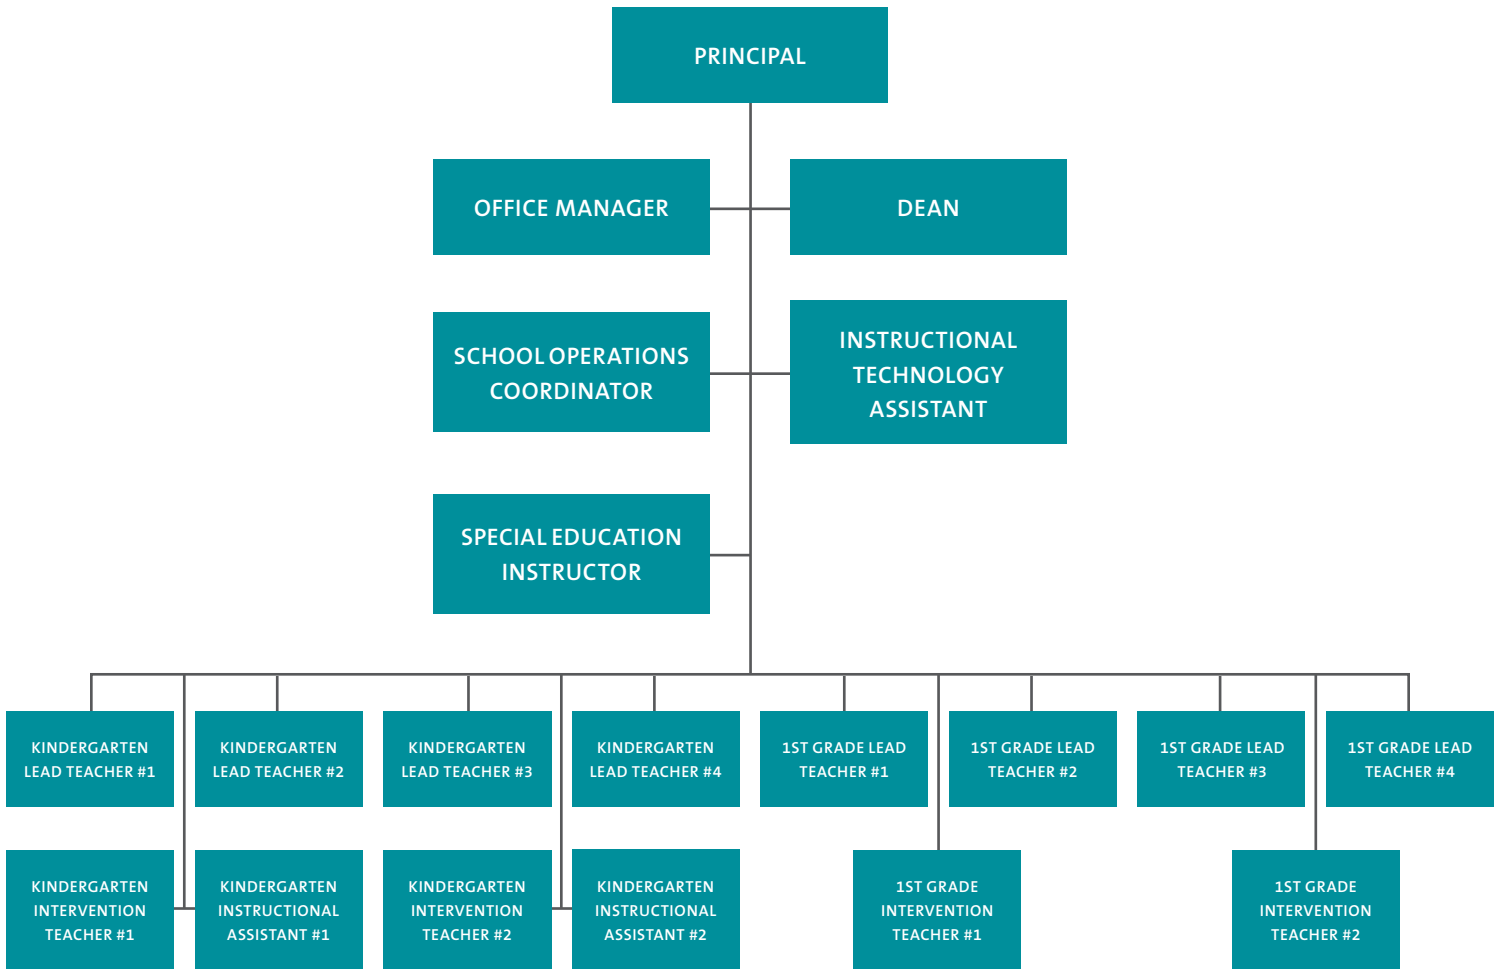 PRINCIPAL
OFFICE MANAGER
DEAN
SCHOOL OPERATIONS
COORDINATOR
INSTRUCTIONAL
TECHNOLOGY
ASSISTANT
SPECIAL EDUCATION
INSTRUCTOR
KINDERGARTEN
LEAD TEACHER #1
KINDERGARTEN
LEAD TEACHER #2
KINDERGARTEN
LEAD TEACHER #3
KINDERGARTEN
LEAD TEACHER #4
1ST GRADE LEAD
TEACHER #1
1ST GRADE LEAD
TEACHER #2
1ST GRADE LEAD
TEACHER #3
1ST GRADE LEAD
TEACHER #4
KINDERGARTEN
INTERVENTION
TEACHER #1
KINDERGARTEN
INSTRUCTIONAL
ASSISTANT #1
KINDERGARTEN
INTERVENTION
TEACHER #2
KINDERGARTEN
INSTRUCTIONAL
ASSISTANT #2
1ST GRADE
INTERVENTION
TEACHER #1
1ST GRADE
INTERVENTION
TEACHER #2